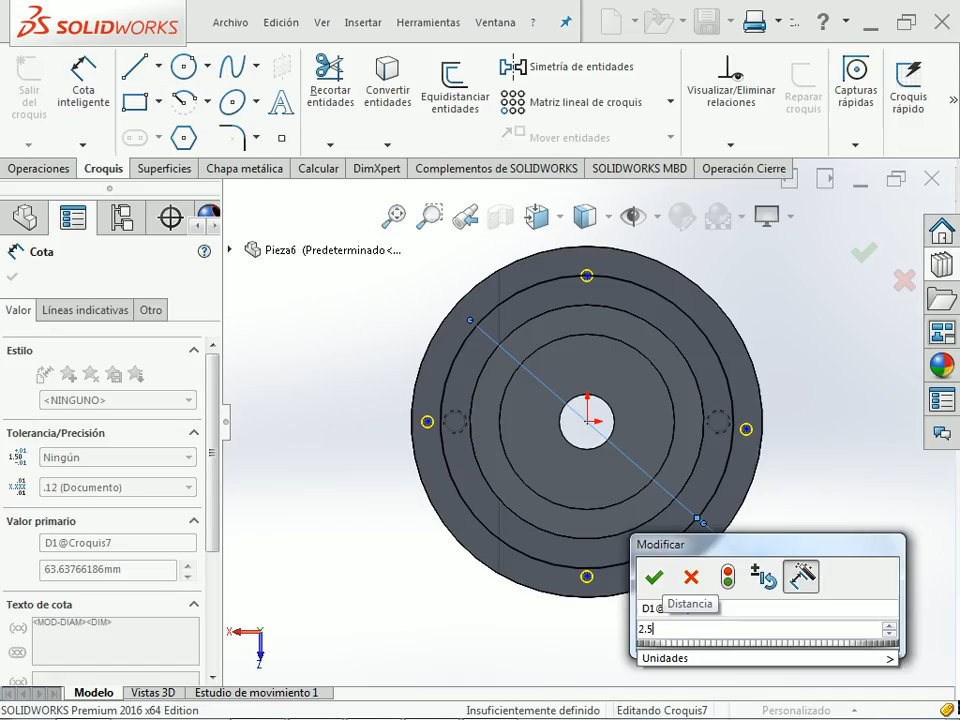 SOLIDWORKS
Archivo Edición Ver Insertar Herramientas Ventana ?
Salir del croquis
Cota inteligente
Recortar entidades
Convertir entidades
Equidistanciar entidades
Simetría de entidades
Matriz lineal de croquis
Mover entidades
Visualizar/Eliminar relaciones
Reparar croquis
Capturas rápidas
Croquis rápido
Operaciones Croquis Superficies Chapa metálica Calcular DimXpert Complementos de SOLIDWORKS SOLIDWORKS MBD Operación Cierre
Cota
Pieza6 (Predeterminado<...
Valor Líneas indicativas Otro
Estilo
<NINGUNO>
Tolerancia/Precisión
Ningún
.12 (Documento)
Valor primario
D1@Croquis7
63.63766186mm
Texto de cota
<MOD-DIAM><DIM>
Modificar
D1@
Distancia
2.5
Unidades >
X
Z
Modelo Vistas 3D Estudio de movimiento 1
SOLIDWORKS Premium 2016 x64 Edition Insuficientemente definido Editando Croquis7 Personalizado